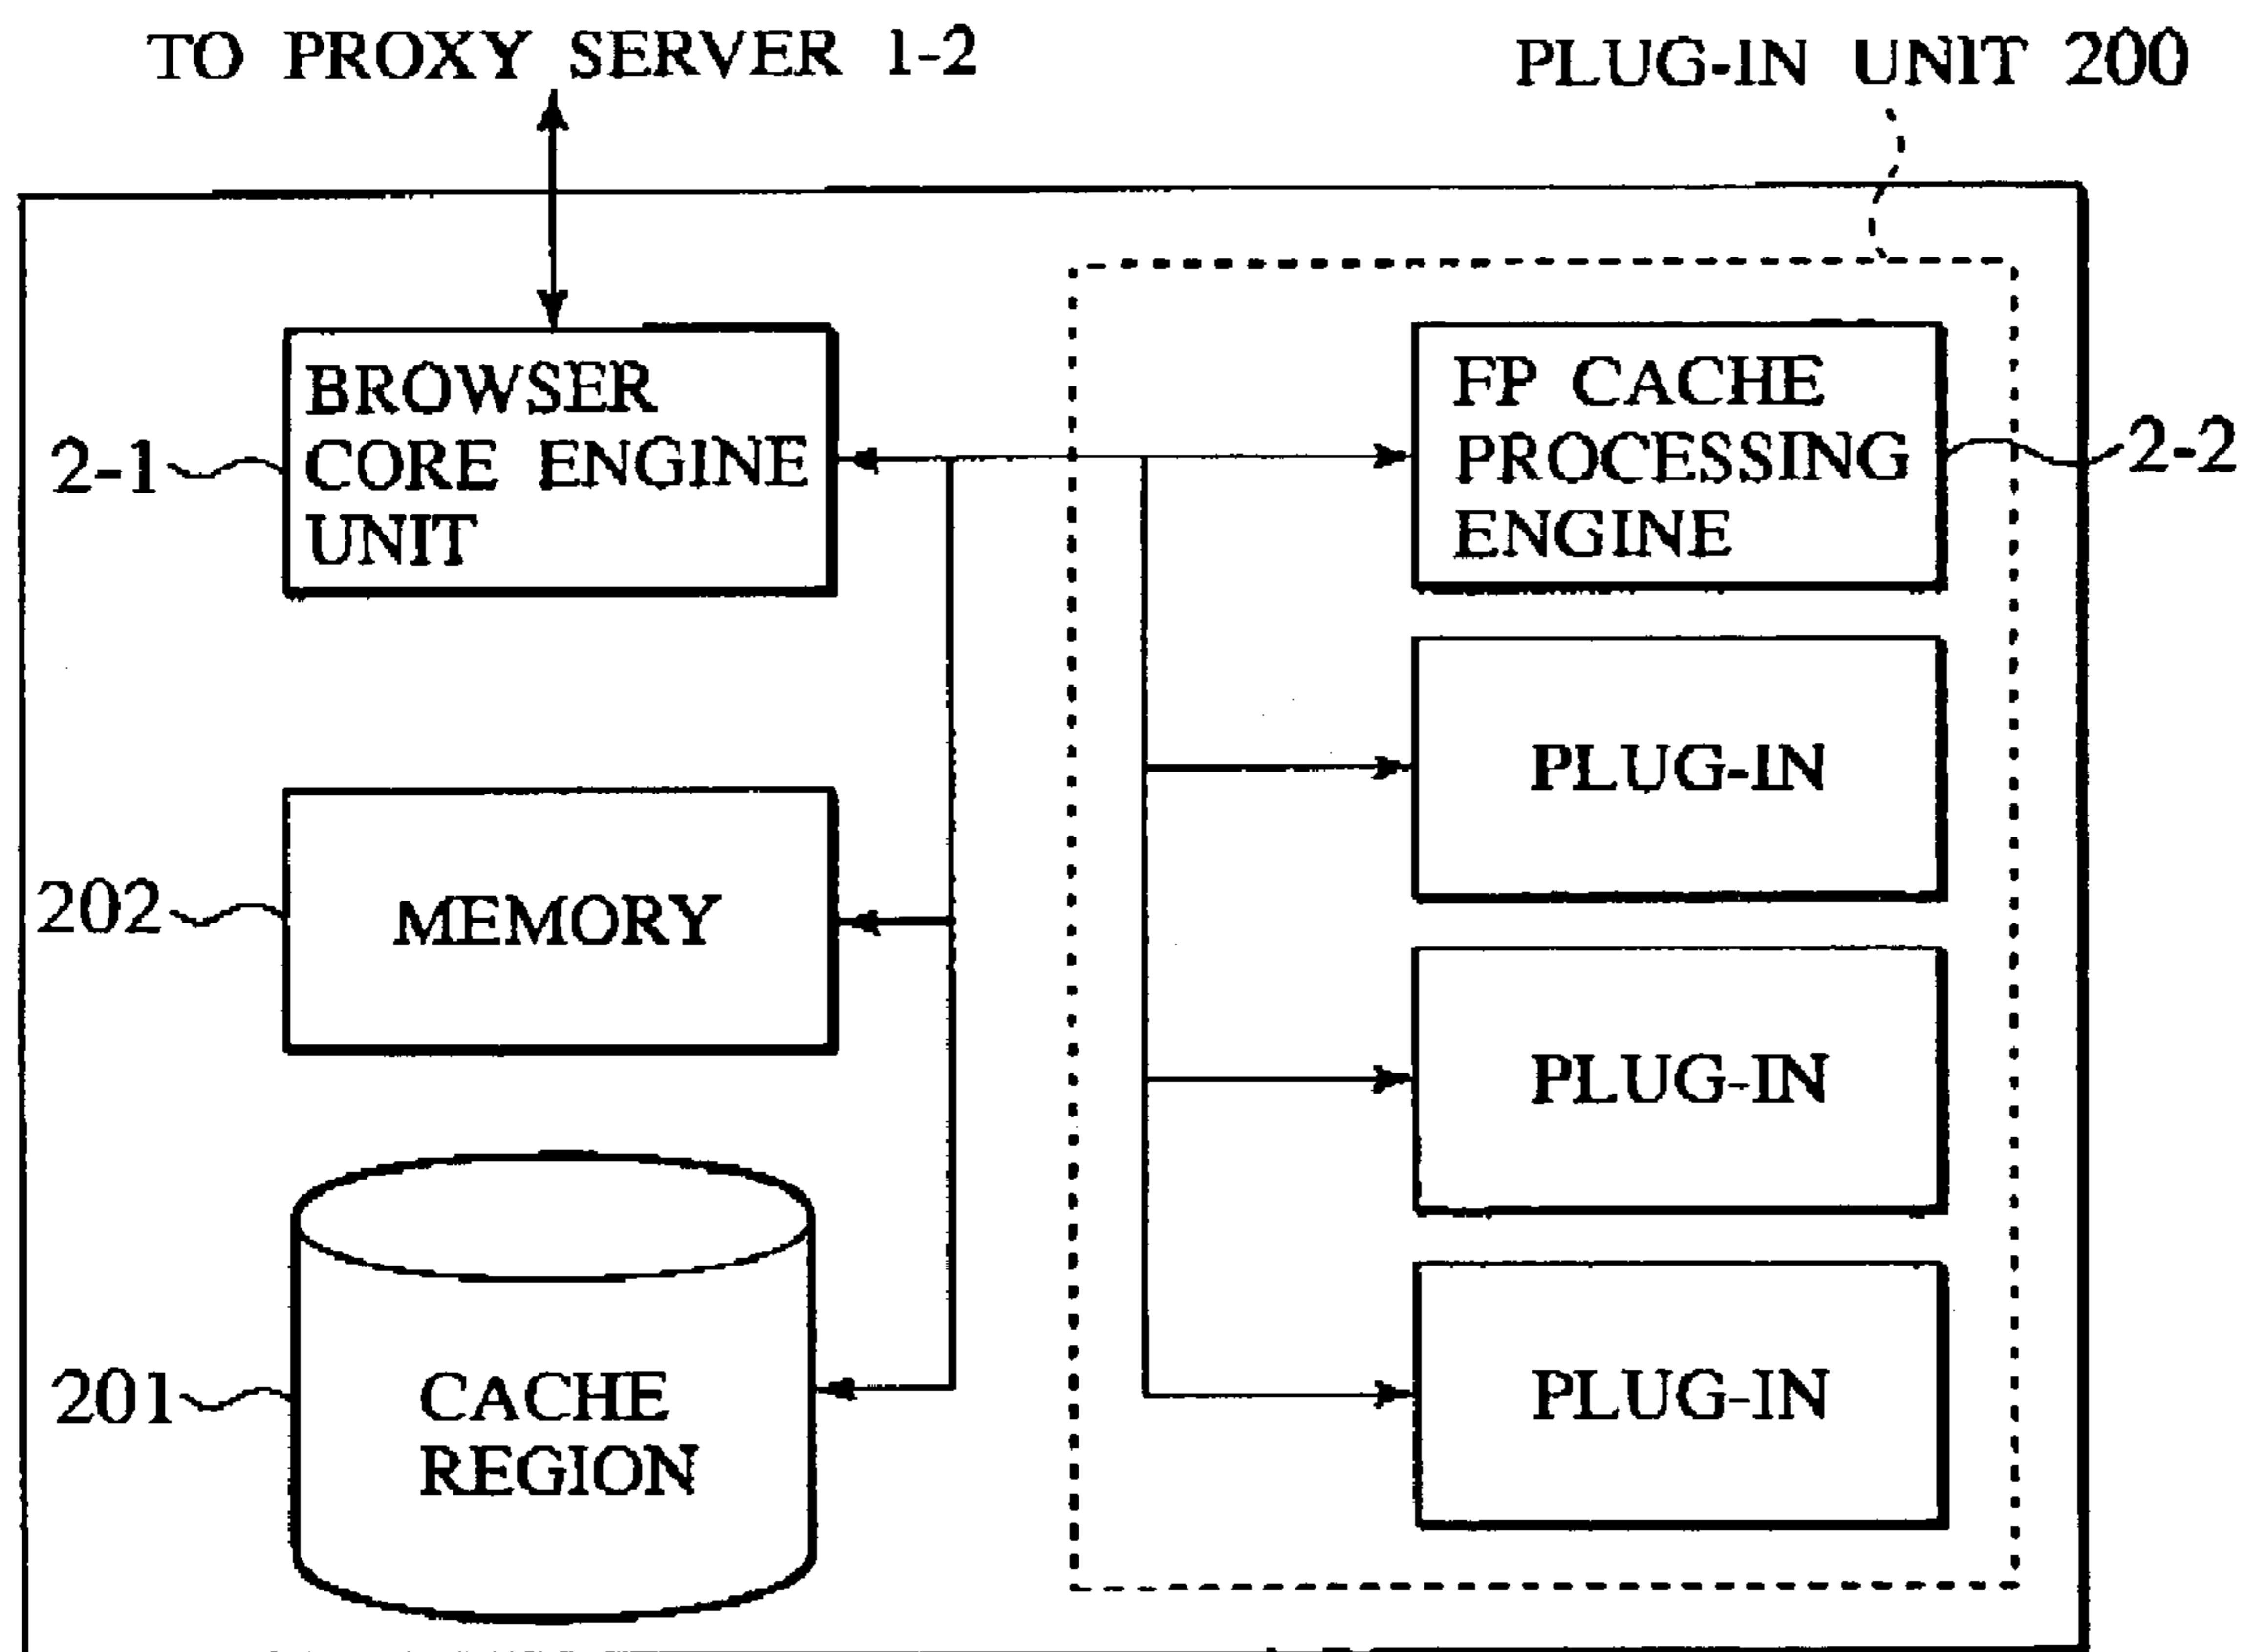 TO PROXY SERVER 1-2
PLUG-IN UNIT 200
BROWSER
CORE ENGINE
UNIT
2-1
FP CACHE
PROCESSING
ENGINE
2-2
PLUG-IN
202
MEMORY
PLUG-IN
201
CACHE
REGION
PLUG-IN